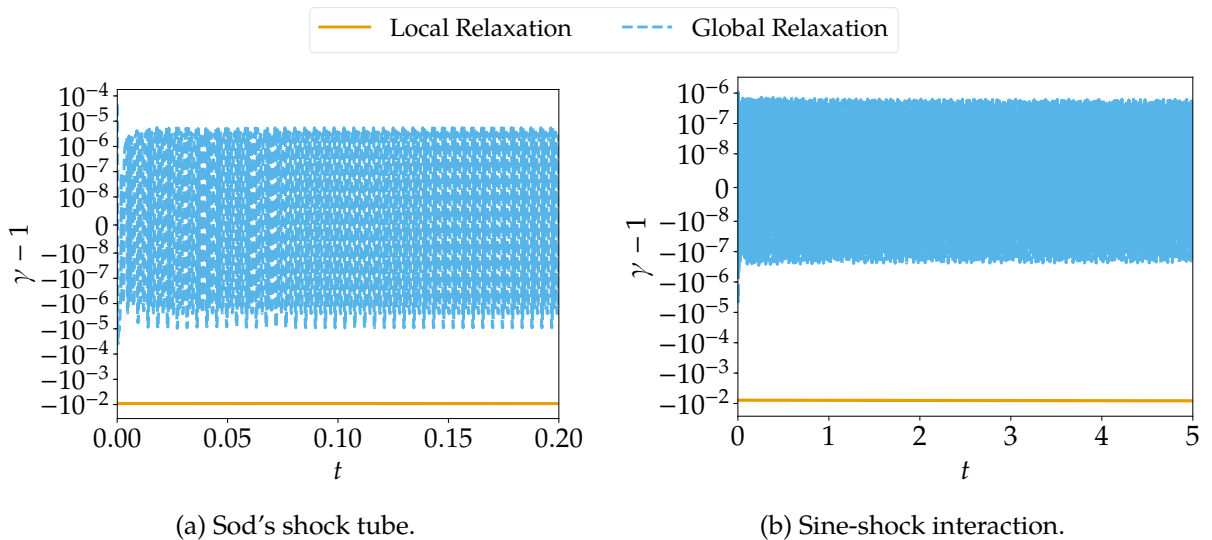 Local Relaxation Global Relaxation
γ − 1
10⁻⁴
10⁻⁵
10⁻⁶
10⁻⁷
10⁻⁸
0
−10⁻⁸
−10⁻⁷
−10⁻⁶
−10⁻⁵
−10⁻⁴
−10⁻³
−10⁻²
0.00 0.05 0.10 0.15 0.20
t
(a) Sod’s shock tube.
γ − 1
10⁻⁶
10⁻⁷
10⁻⁸
0
−10⁻⁸
−10⁻⁷
−10⁻⁶
−10⁻⁵
−10⁻⁴
−10⁻³
−10⁻²
0 1 2 3 4 5
t
(b) Sine-shock interaction.